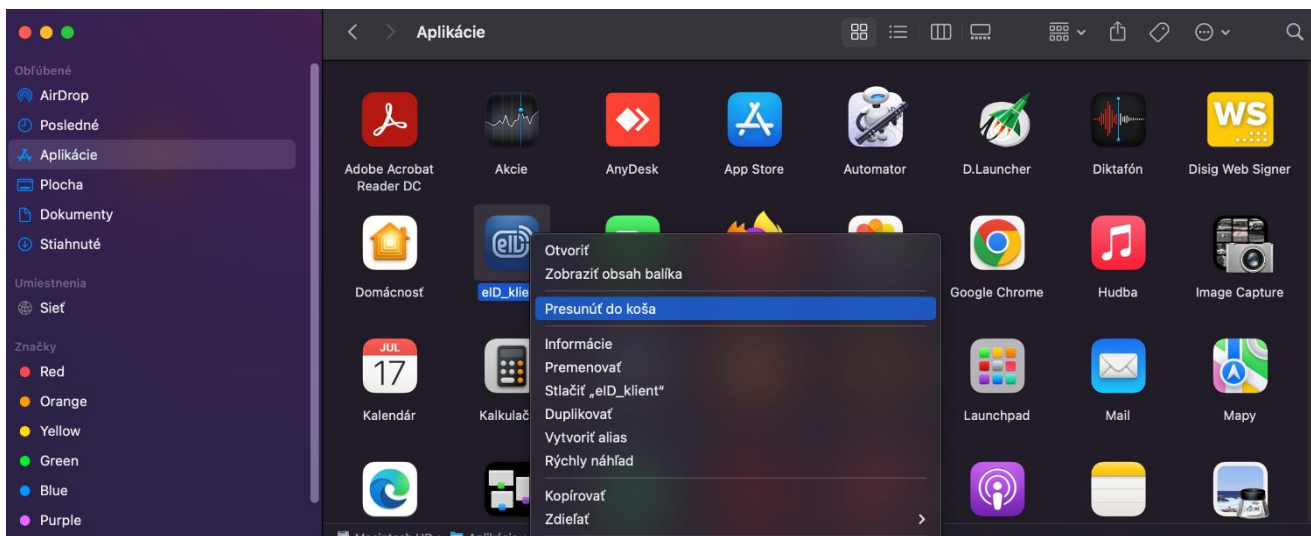 Aplikácie
Obľúbené
AirDrop
Posledné
Aplikácie
Plocha
Dokumenty
Stiahnuté
Umiestnenia
Sieť
Značky
Red
Orange
Yellow
Green
Blue
Purple
Adobe Acrobat
Reader DC
Akcie
AnyDesk
App Store
Automator
D.Launcher
Diktafón
WS
Disig Web Signer
Domácnosť
eID
eID_klie
Google Chrome
Hudba
Image Capture
JUL
17
Kalendár
Kalkulač
Launchpad
Mail
Mapy
Otvoriť
Zobraziť obsah balíka
Presunúť do koša
Informácie
Premenovať
Stlačiť „eID_klient“
Duplikovať
Vytvoriť alias
Rýchly náhľad
Kopírovať
Zdieľať